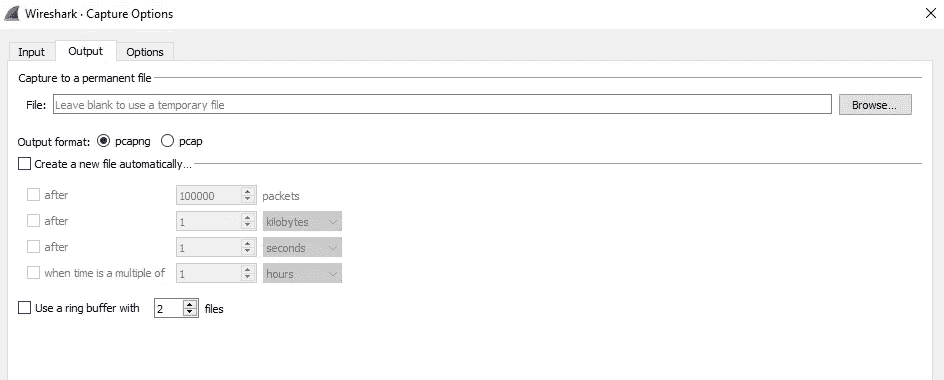 Wireshark · Capture Options
Input Output Options
Capture to a permanent file
File: Leave blank to use a temporary file Browse...
Output format: pcapng pcap
Create a new file automatically...
after 100000 packets
after 1 kilobytes
after 1 seconds
when time is a multiple of 1 hours
Use a ring buffer with 2 files